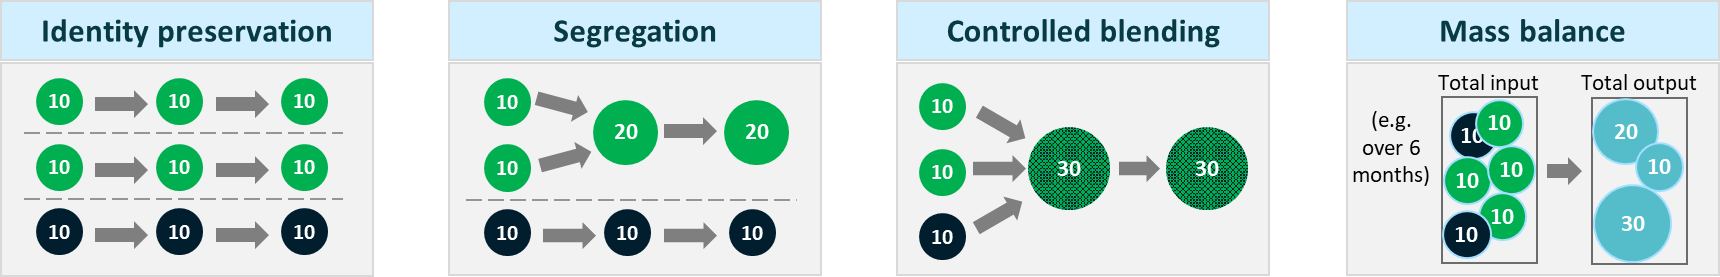 Identity preservation
10 10 10
10 10 10
10 10 10
Segregation
10
10
20 20
10 10 10
Controlled blending
10
10
10
30 30
Mass balance
Total input
Total output
(e.g.
over 6
months)
10 10
10 10
10 10
20
10
30